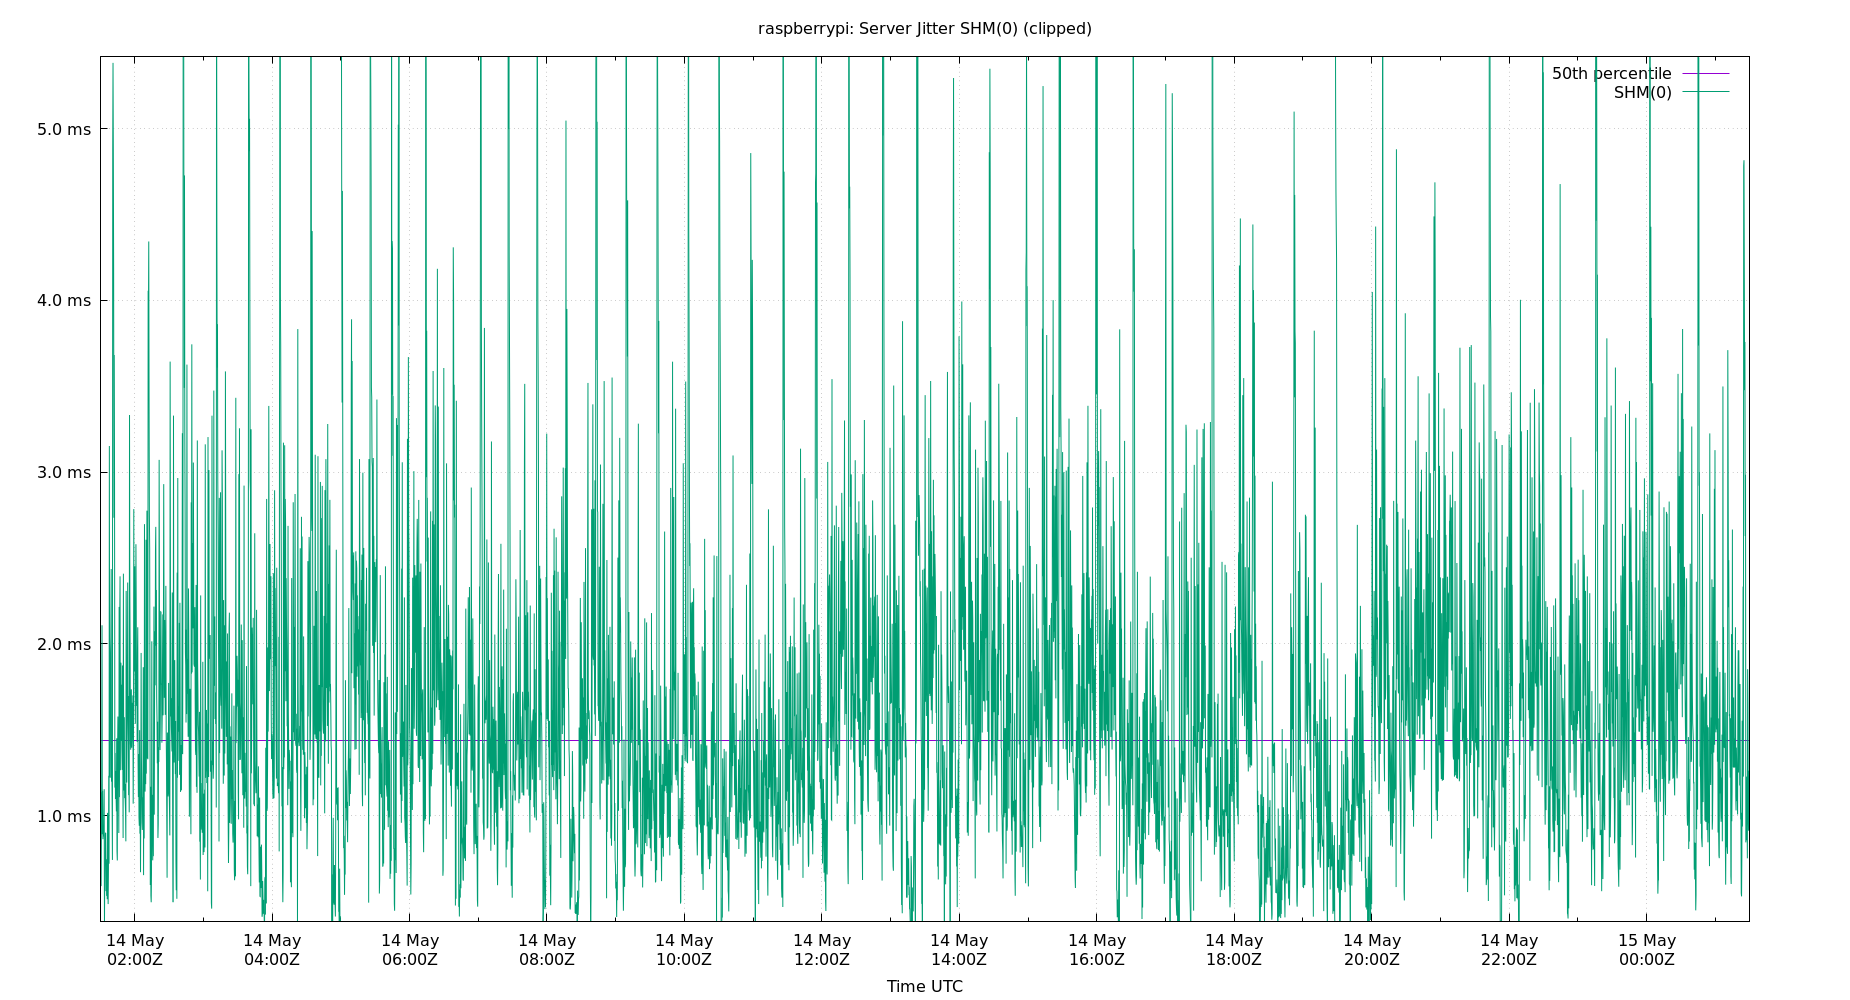 raspberrypi: Server Jitter SHM(0) (clipped)
50th percentile
SHM(0)
5.0 ms
4.0 ms
3.0 ms
2.0 ms
1.0 ms
14 May 14 May 14 May 14 May 14 May 14 May 14 May 14 May 14 May 14 May 14 May 15 May
02:00Z 04:00Z 06:00Z 08:00Z 10:00Z 12:00Z 14:00Z 16:00Z 18:00Z 20:00Z 22:00Z 00:00Z
Time UTC